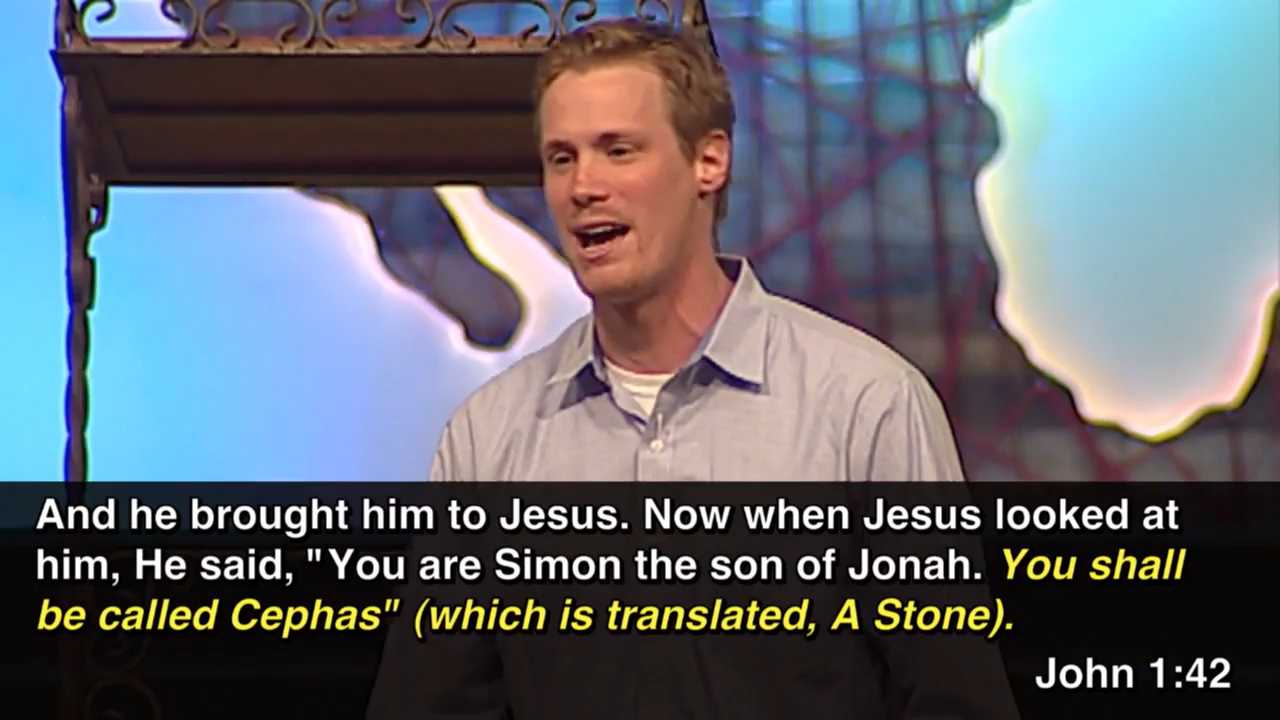 And he brought him to Jesus. Now when Jesus looked at
him, He said, "You are Simon the son of Jonah. You shall
be called Cephas" (which is translated, A Stone).
John 1:42